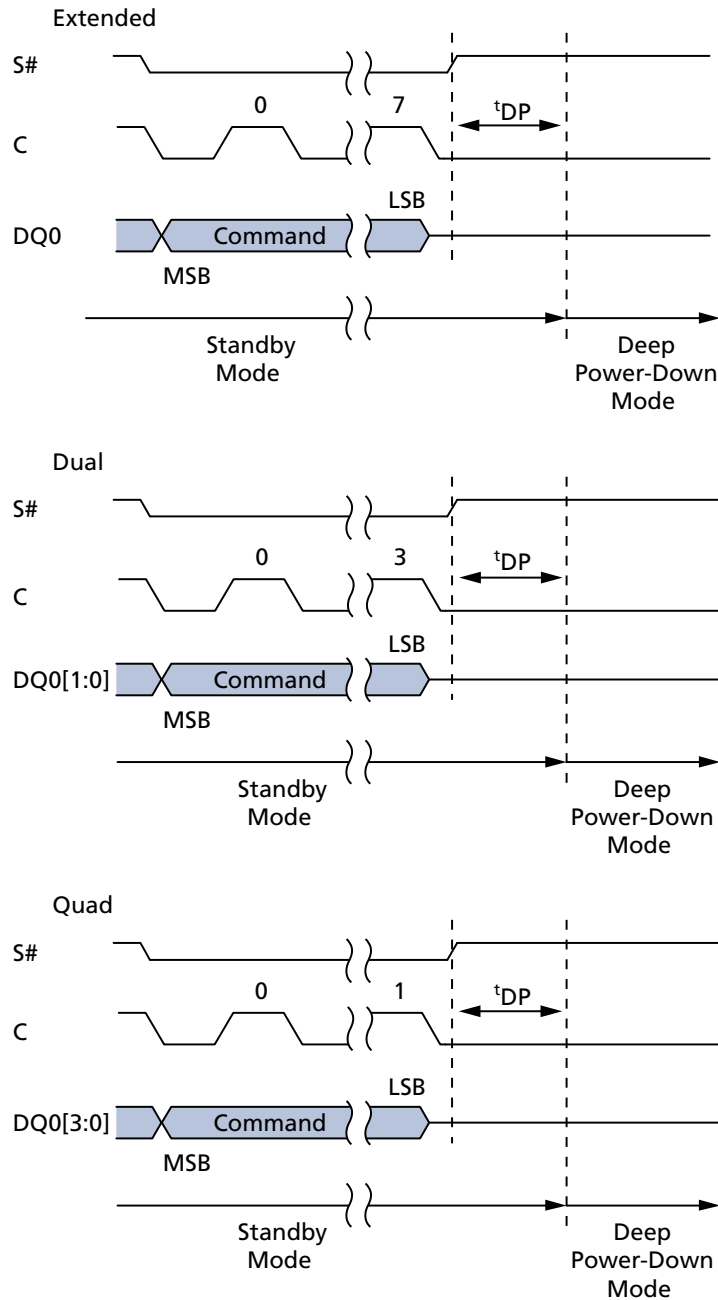 Extended
S#
0 7
tDP
C
LSB
DQ0
Command
MSB
Standby
Mode
Deep
Power-Down
Mode
Dual
S#
0 3
tDP
C
LSB
DQ0[1:0]
Command
MSB
Standby
Mode
Deep
Power-Down
Mode
Quad
S#
0 1
tDP
C
LSB
DQ0[3:0]
Command
MSB
Standby
Mode
Deep
Power-Down
Mode